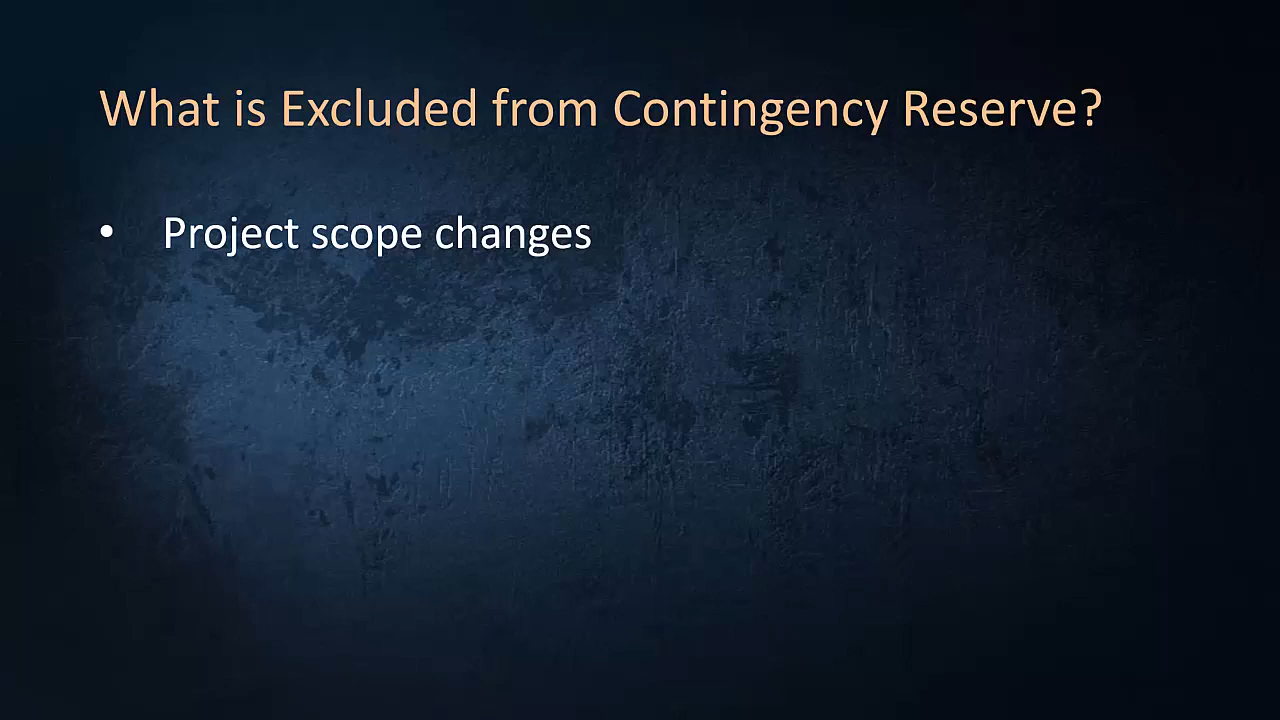 What is Excluded from Contingency Reserve?
• Project scope changes